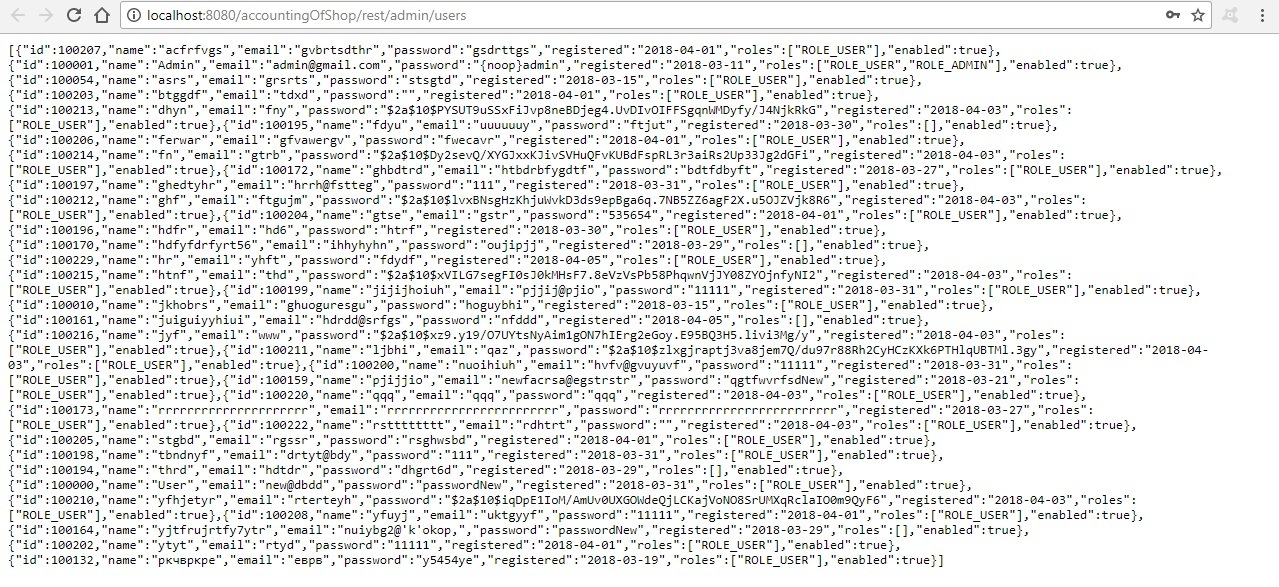 localhost:8080/accountingOfShop/rest/admin/users
[{"id":100207,"name":"acfrfvgs","email":"gvbrtsdthr","password":"gsdrttgs","registered":"2018-04-01","roles":["ROLE_USER"],"enabled":true},
{"id":100001,"name":"Admin","email":"admin@gmail.com","password":"{noop}admin","registered":"2018-03-11","roles":["ROLE_USER","ROLE_ADMIN"],"enabled":true},
{"id":100054,"name":"asrs","email":"grsrts","password":"stsgtd","registered":"2018-03-15","roles":["ROLE_USER"],"enabled":true},
{"id":100203,"name":"btggdf","email":"tdxd","password":"","registered":"2018-04-01","roles":["ROLE_USER"],"enabled":true},
{"id":100213,"name":"dhyn","email":"fny","password":"$2a$10$PYSUT9uSSxFiJvp8neBDjeg4.UvDIvOIFFSgqnWMDyfy/J4NjkRkG","registered":"2018-04-03","roles":
["ROLE_USER"],"enabled":true},{"id":100195,"name":"fdyu","email":"uuuuuuy","password":"ftjut","registered":"2018-03-30","roles":[],"enabled":true},
{"id":100206,"name":"ferwar","email":"gfvawergv","password":"fwecavr","registered":"2018-04-01","roles":["ROLE_USER"],"enabled":true},
{"id":100214,"name":"fn","email":"gtrb","password":"$2a$10$Dy2sevQ/XYGJxxKJivSVHuQFvKUBdFspRL3r3aiRs2Up33Jg2dGFi","registered":"2018-04-03","roles":
["ROLE_USER"],"enabled":true},{"id":100172,"name":"ghbdtrd","email":"htbdrbfygdtf","password":"bdtfdbyft","registered":"2018-03-27","roles":["ROLE_USER"],"enabled":true},
{"id":100197,"name":"ghedtyhr","email":"hrrh@fstteg","password":"111","registered":"2018-03-31","roles":["ROLE_USER"],"enabled":true},
{"id":100212,"name":"ghf","email":"ftgujm","password":"$2a$10$lvxBNsgHzKhjuWvkD3ds9epBga6q.7NB5ZZ6agF2X.u5OJZVjk8R6","registered":"2018-04-03","roles":
["ROLE_USER"],"enabled":true},{"id":100204,"name":"gtse","email":"gstr","password":"535654","registered":"2018-04-01","roles":["ROLE_USER"],"enabled":true},
{"id":100196,"name":"hdfr","email":"hd6","password":"htrf","registered":"2018-03-30","roles":["ROLE_USER"],"enabled":true},
{"id":100170,"name":"hdfyfdrfyrt56","email":"ihhyhyhn","password":"oujipjj","registered":"2018-03-29","roles":[],"enabled":true},
{"id":100229,"name":"hr","email":"yhft","password":"fdydf","registered":"2018-04-05","roles":["ROLE_USER"],"enabled":true},
{"id":100215,"name":"htnf","email":"thd","password":"$2a$10$xVILG7segFI0sJ0kMHsF7.8eVzVsPb58PhqwnVjJY08ZYOjnfyNI2","registered":"2018-04-03","roles":
["ROLE_USER"],"enabled":true},{"id":100199,"name":"jijijhoiuh","email":"pjjij@pjio","password":"11111","registered":"2018-03-31","roles":["ROLE_USER"],"enabled":true},
{"id":100010,"name":"jkhobrs","email":"ghuoguresgu","password":"hoguybhi","registered":"2018-03-15","roles":["ROLE_USER"],"enabled":true},
{"id":100161,"name":"juiguiyyhiui","email":"hdrdd@srfgs","password":"nfddd","registered":"2018-04-05","roles":[],"enabled":true},
{"id":100216,"name":"jyf","email":"www","password":"$2a$10$xz9.y19/O7UYtsNyAim1gON7hIErg2eGoy.E95BQ3H5.livi3Mg/y","registered":"2018-04-03","roles":
["ROLE_USER"],"enabled":true},{"id":100211,"name":"ljbhi","email":"qaz","password":"$2a$10$zlxgjraptj3va8jem7Q/du97r88Rh2CyHCzKXk6PTHlqUBTMl.3gy","registered":"2018-04-
03","roles":["ROLE_USER"],"enabled":true},{"id":100200,"name":"nuoihiuh","email":"hvfv@gvuyuvf","password":"11111","registered":"2018-03-31","roles":
["ROLE_USER"],"enabled":true},{"id":100159,"name":"pjijjio","email":"newfacrsa@egstrstr","password":"qgtfwvrfsdNew","registered":"2018-03-21","roles":
["ROLE_USER"],"enabled":true},{"id":100220,"name":"qqq","email":"qqq","password":"qqq","registered":"2018-04-03","roles":["ROLE_USER"],"enabled":true},
{"id":100173,"name":"rrrrrrrrrrrrrrrrrrrr","email":"rrrrrrrrrrrrrrrrrrrrrrr","password":"rrrrrrrrrrrrrrrrrrrrrrrr","registered":"2018-03-27","roles":
["ROLE_USER"],"enabled":true},{"id":100222,"name":"rstttttttt","email":"rdhtrt","password":"","registered":"2018-04-03","roles":["ROLE_USER"],"enabled":true},
{"id":100205,"name":"stgbd","email":"rgssr","password":"rsghwsbd","registered":"2018-04-01","roles":["ROLE_USER"],"enabled":true},
{"id":100198,"name":"tbndnyf","email":"drtyt@bdy","password":"111","registered":"2018-03-31","roles":["ROLE_USER"],"enabled":true},
{"id":100194,"name":"thrd","email":"hdtdr","password":"dhgrt6d","registered":"2018-03-29","roles":[],"enabled":true},
{"id":100000,"name":"User","email":"new@dbdd","password":"passwordNew","registered":"2018-03-31","roles":["ROLE_USER"],"enabled":true},
{"id":100210,"name":"yfhjetyr","email":"rterteyh","password":"$2a$10$iqDpE1IoM/AmUv0UXGOWdeQjLCKajVoNO8SrUMXqRclaIO0m9QyF6","registered":"2018-04-03","roles":
["ROLE_USER"],"enabled":true},{"id":100208,"name":"yfuyj","email":"uktgyyf","password":"11111","registered":"2018-04-01","roles":["ROLE_USER"],"enabled":true},
{"id":100164,"name":"yjtfrujrtfy7ytr","email":"nuiybg2@'k'okop,","password":"passwordNew","registered":"2018-03-29","roles":[],"enabled":true},
{"id":100202,"name":"ytyt","email":"rtyd","password":"11111","registered":"2018-04-01","roles":["ROLE_USER"],"enabled":true},
{"id":100132,"name":"ркчвркре","email":"еврв","password":"y5454ye","registered":"2018-03-19","roles":["ROLE_USER"],"enabled":true}]